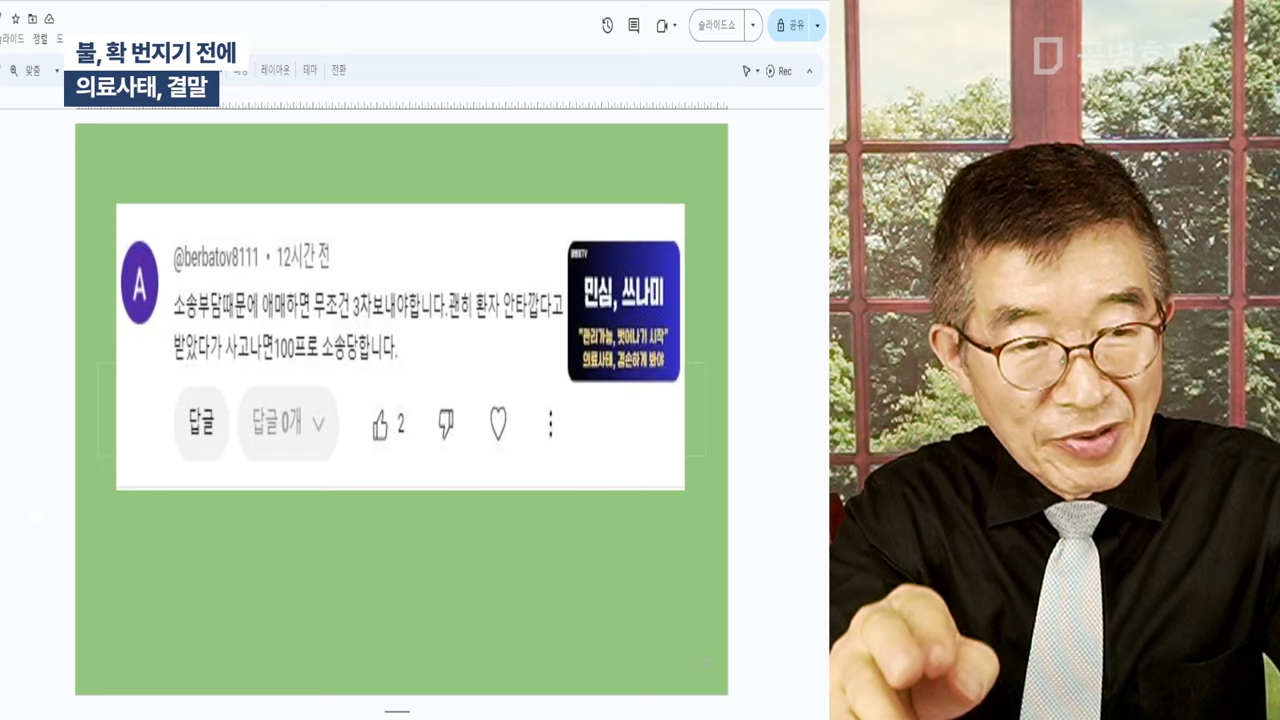 불, 확 번지기 전에
의료사태, 결말
라이드 정렬
슬라이드쇼
공유
맞춤
레이아웃
테마
전환
Rec
@berbatov8111 • 12시간 전
소송부담때문에 애매하면 무조건 3차보내야합니다.괜히 환자 안타깝다고
받았다가 사고나면100프로 소송당합니다.
A
민심, 쓰나미
"관리가능, 벗어나기 시작"
의료사태, 겸손하게 봐야
답글
답글 0개
2